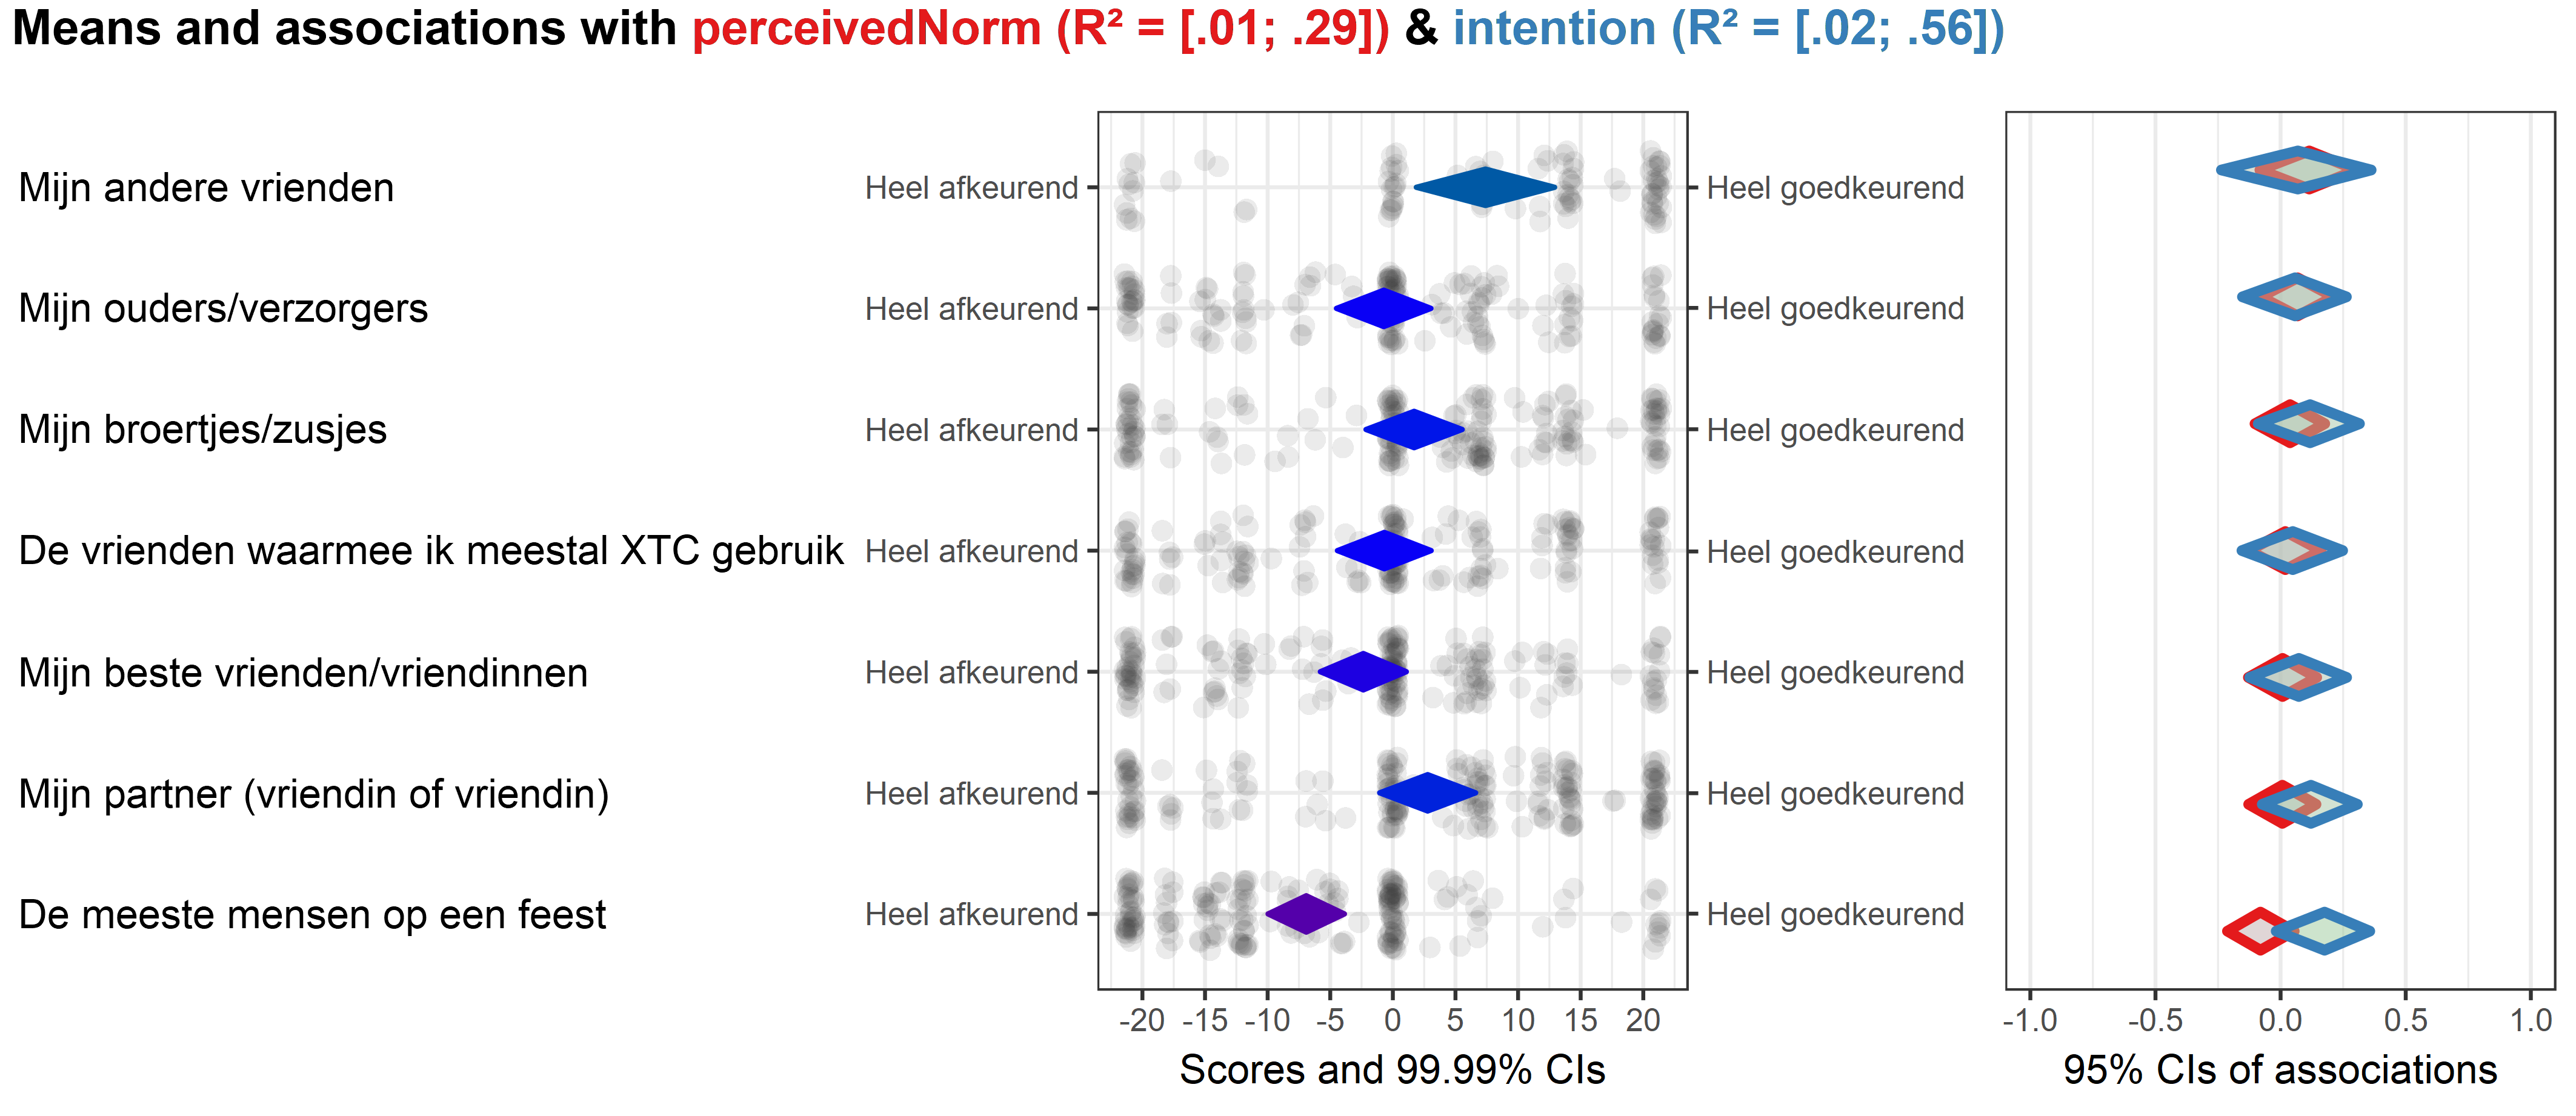 Means and associations with perceivedNorm (R² = [.01; .29]) & intention (R² = [.02; .56])
Mijn andere vrienden Heel afkeurend Heel goedkeurend
Mijn ouders/verzorgers Heel afkeurend Heel goedkeurend
Mijn broertjes/zusjes Heel afkeurend Heel goedkeurend
De vrienden waarmee ik meestal XTC gebruik Heel afkeurend Heel goedkeurend
Mijn beste vrienden/vriendinnen Heel afkeurend Heel goedkeurend
Mijn partner (vriendin of vriendin) Heel afkeurend Heel goedkeurend
De meeste mensen op een feest Heel afkeurend Heel goedkeurend
-20 -15 -10 -5 0 5 10 15 20 -1.0 -0.5 0.0 0.5 1.0
Scores and 99.99% CIs 95% CIs of associations